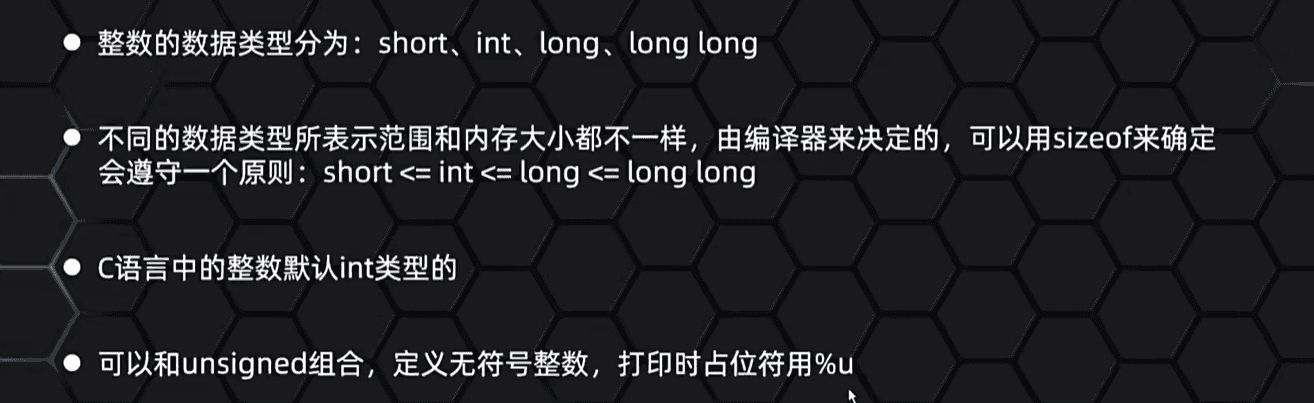 ● 整数的数据类型分为：short、int、long、long long
● 不同的数据类型所表示范围和内存大小都不一样，由编译器来决定的，可以用sizeof来确定
会遵守一个原则：short <= int <= long <= long long
● C语言中的整数默认int类型的
● 可以和unsigned组合，定义无符号整数，打印时占位符用%u